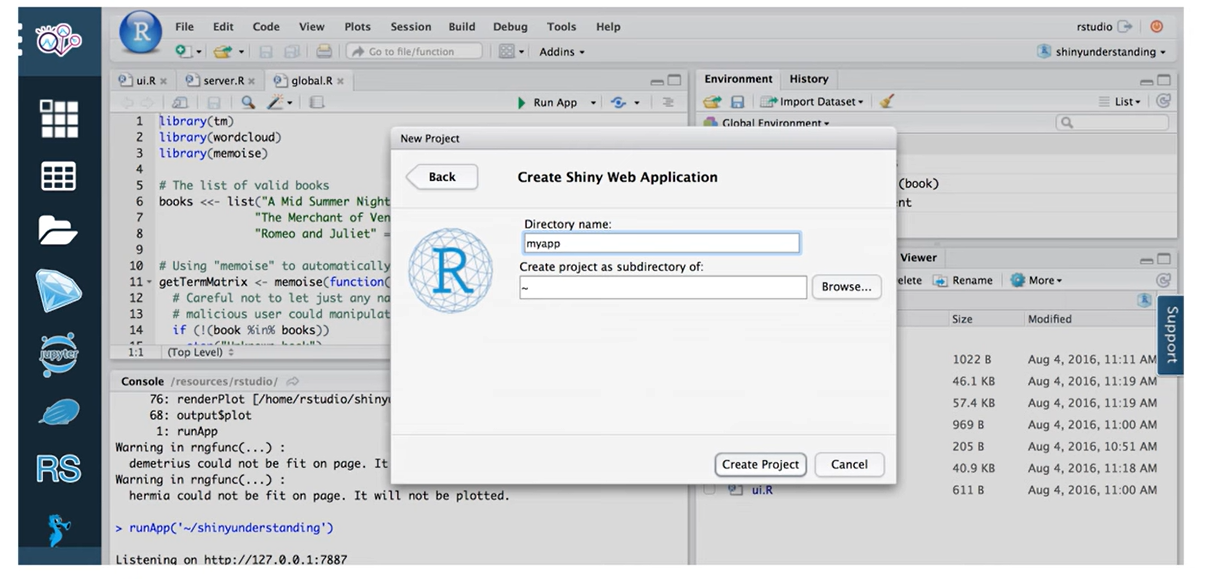 File Edit Code View Plots Session Build Debug Tools Help
rstudio
Go to file/function
Addins
shinyunderstanding
ui.R
server.R
global.R
Run App
1 library(tm)
2 library(wordcloud)
3 library(memoise)
4
5 # The list of valid books
6 books <<- list("A Mid Summer Night
7 "The Merchant of Ven
8 "Romeo and Juliet" =
9
10 # Using "memoise" to automatically
11 getTermMatrix <- memoise(function(
12 # Careful not to let just any na
13 # malicious user could manipulat
14 if (!(book %in% books))
1:1 (Top Level)
Console /resources/rstudio/
76: renderPlot [/home/rstudio/shiny
68: output$plot
1: runApp
Warning in rngfunc(...) :
demetrius could not be fit on page. It
Warning in rngfunc(...) :
hermia could not be fit on page. It will not be plotted.
> runApp('~/shinyunderstanding')
Listening on http://127.0.0.1:7887
New Project
Back
Create Shiny Web Application
Directory name:
myapp
Create project as subdirectory of:
~
Browse...
R
Create Project
Cancel
Environment History
Import Dataset
List
Global Environment
(book)
nt
Viewer
elete
Rename
More
Size Modified
1022 B Aug 4, 2016, 11:11 AM
46.1 KB Aug 4, 2016, 11:19 AM
57.4 KB Aug 4, 2016, 11:19 AM
969 B Aug 4, 2016, 11:00 AM
205 B Aug 4, 2016, 10:51 AM
40.9 KB Aug 4, 2016, 11:18 AM
ui.R 611 B Aug 4, 2016, 11:00 AM
Support
jupyter
RS
R